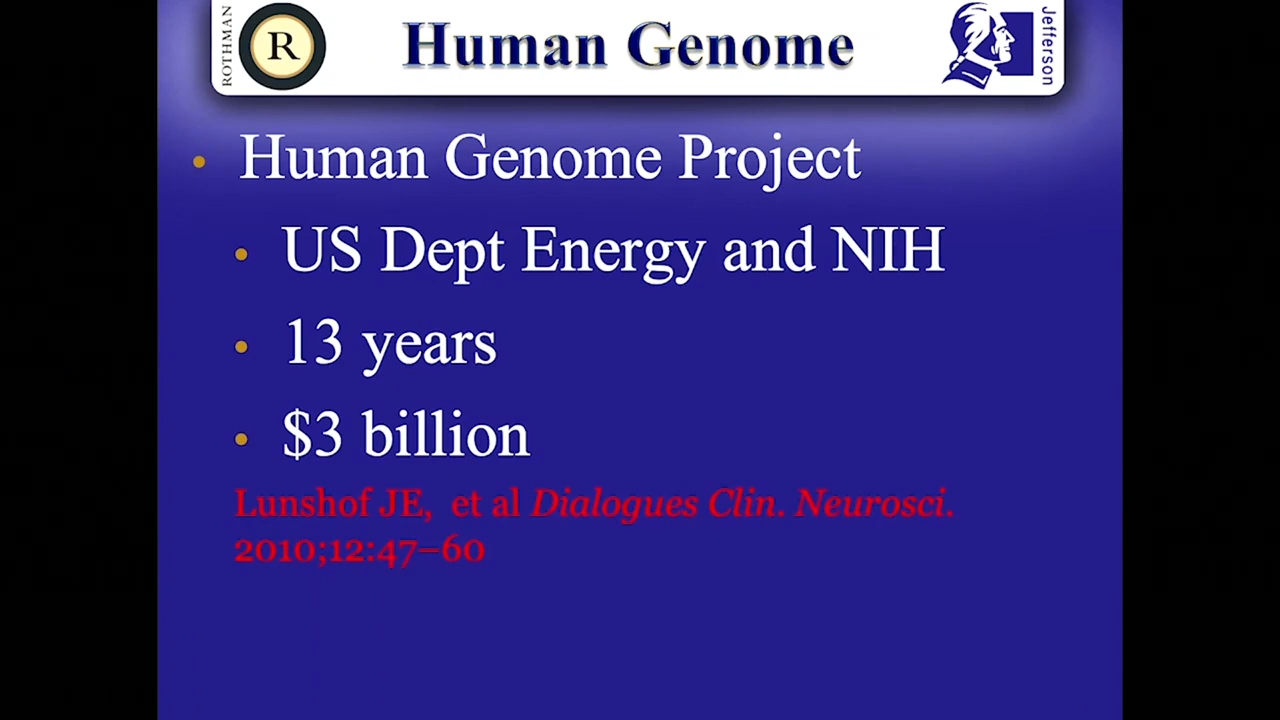 ROTHMAN
R
Human Genome
Jefferson
• Human Genome Project
• US Dept Energy and NIH
• 13 years
• $3 billion
Lunshof JE, et al Dialogues Clin. Neurosci.
2010;12:47–60